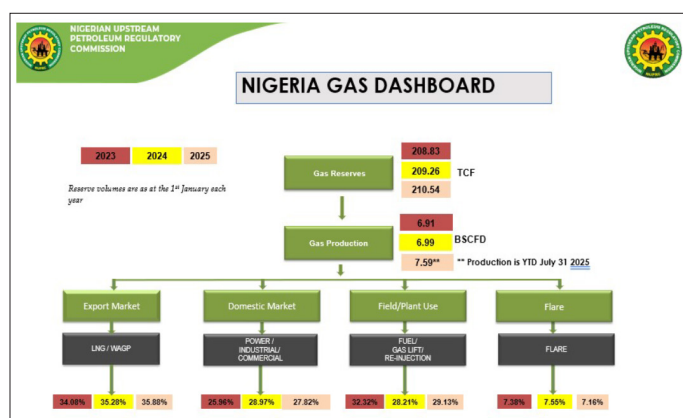 NIGERIAN UPSTREAM
PETROLEUM REGULATORY
COMMISSION
NIGERIA GAS DASHBOARD
2023 2024 2025
Reserve volumes are as at the 1st January each
year
Gas Reserves
208.83
209.26
210.54
TCF
Gas Production
6.91
6.99
7.59**
BSCFD
** Production is YTD July 31 2025
Export Market
Domestic Market
Field/Plant Use
Flare
LNG / WAGP
POWER /
INDUSTRIAL/
COMMERCIAL
FUEL/
GAS LIFT/
RE-INJECTION
FLARE
34.08% 35.28% 35.88%
25.96% 28.97% 27.82%
32.32% 28.21% 29.13%
7.38% 7.55% 7.16%